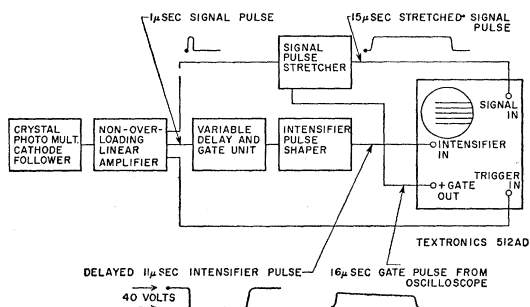 1μSEC SIGNAL PULSE
15μSEC STRETCHED SIGNAL
PULSE
SIGNAL
PULSE
STRETCHER
SIGNAL
IN
CRYSTAL
PHOTO MULT.
CATHODE
FOLLOWER
NON-OVER-
LOADING
LINEAR
AMPLIFIER
VARIABLE
DELAY AND
GATE UNIT
INTENSIFIER
PULSE
SHAPER
INTENSIFIER
IN
+GATE
OUT
TRIGGER
IN
TEXTRONICS 512AD
DELAYED 11μSEC INTENSIFIER PULSE
16μSEC GATE PULSE FROM
OSCILLOSCOPE
40 VOLTS